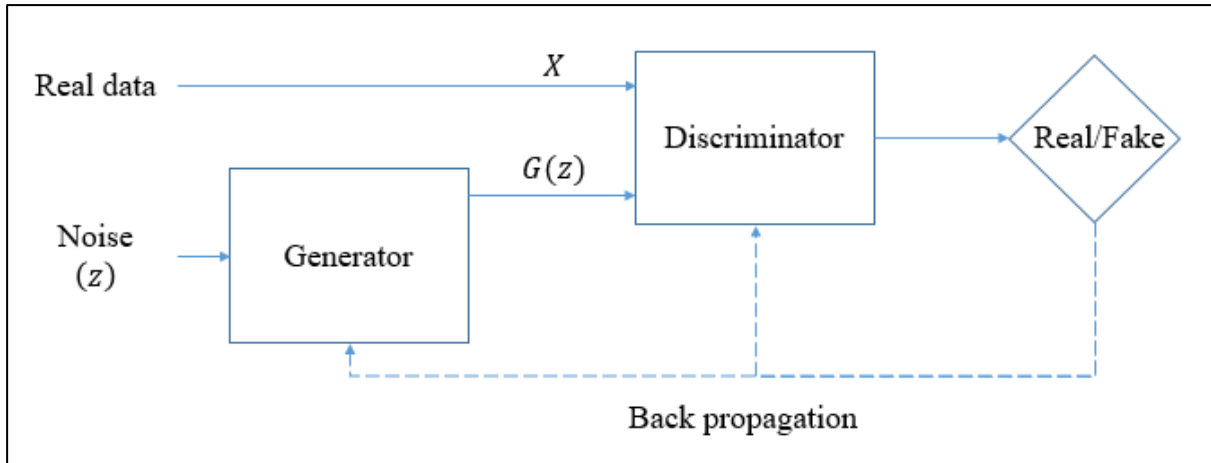 Real data
X
Discriminator
Real/Fake
G(z)
Noise
(z)
Generator
Back propagation